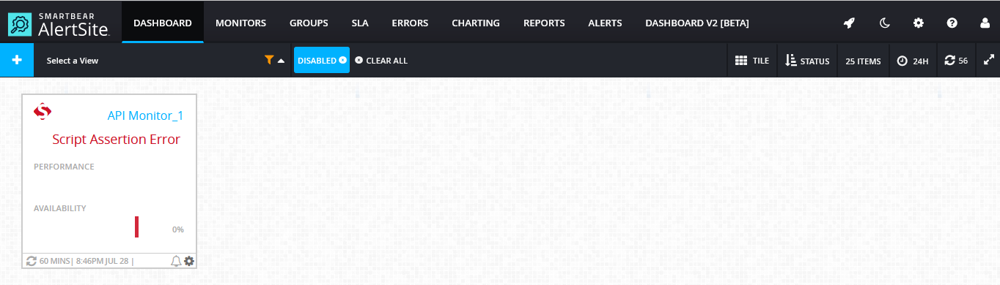 SMARTBEAR
AlertSite
DASHBOARD MONITORS GROUPS SLA ERRORS CHARTING REPORTS ALERTS DASHBOARD V2 [BETA]
Select a View DISABLED CLEAR ALL TILE STATUS 25 ITEMS 24H 56
API Monitor_1
Script Assertion Error
PERFORMANCE
AVAILABILITY
0%
60 MINS| 8:46PM JUL 28 |